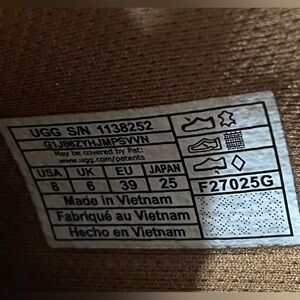 UGG S/N 1138252
G1J88ZYHJMPSVVN
May be covered by Pat:
www.ugg.com/patents
USA UK EU JAPAN
8 6 39 25
F27025G
Made in Vietnam
Fabriqué au Vietnam
Hecho en Vietnam